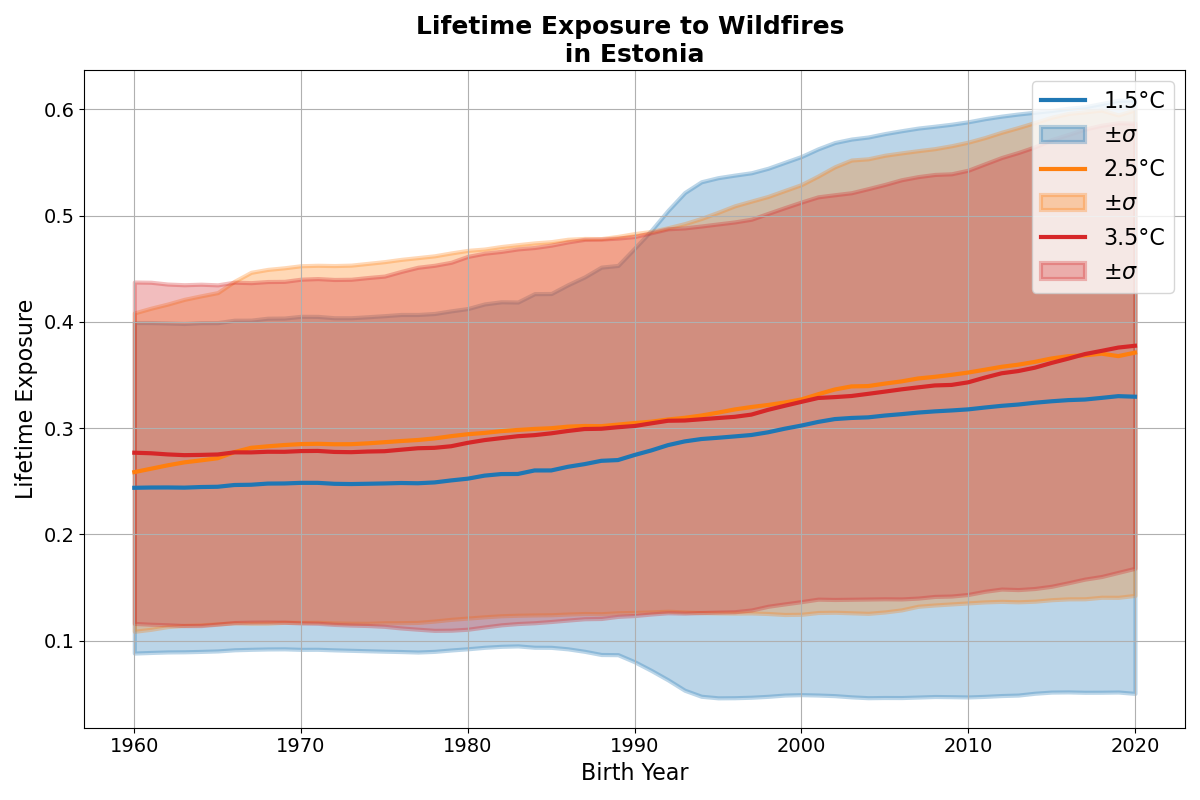 Lifetime Exposure to Wildfires
in Estonia
Lifetime Exposure
0.6
0.5
0.4
0.3
0.2
0.1
1960
1970
1980
1990
2000
2010
2020
Birth Year
1.5°C
±σ
2.5°C
±σ
3.5°C
±σ